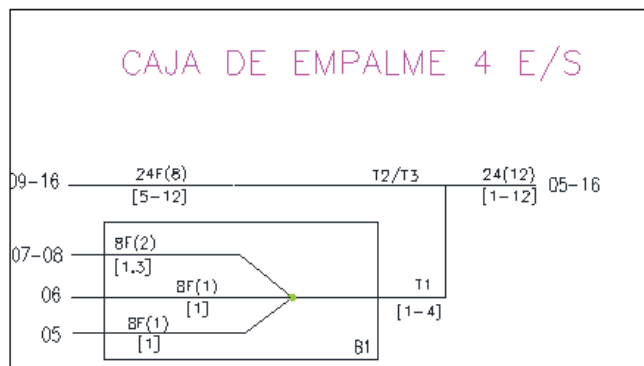 CAJA DE EMPALME 4 E/S
09-16 24F(8) T2/T3 24(12) 05-16
[5-12] [1-12]
07-08 8F(2)
[1.3]
06 8F(1) T1
[1] [1-4]
05 8F(1)
[1] B1